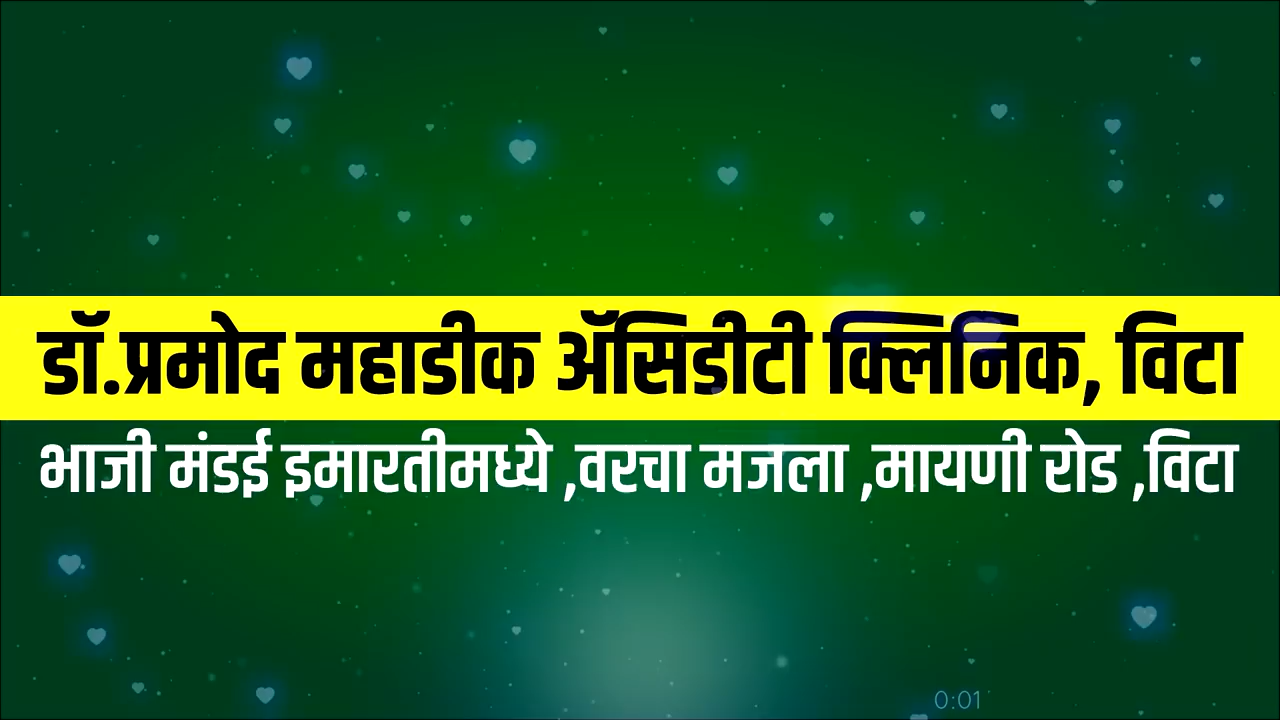 डॉ.प्रमोद महाडीक ॲसिडीटी क्लिनिक, विटा
भाजी मंडई इमारतीमध्ये ,वरचा मजला ,मायणी रोड ,विटा
0:01